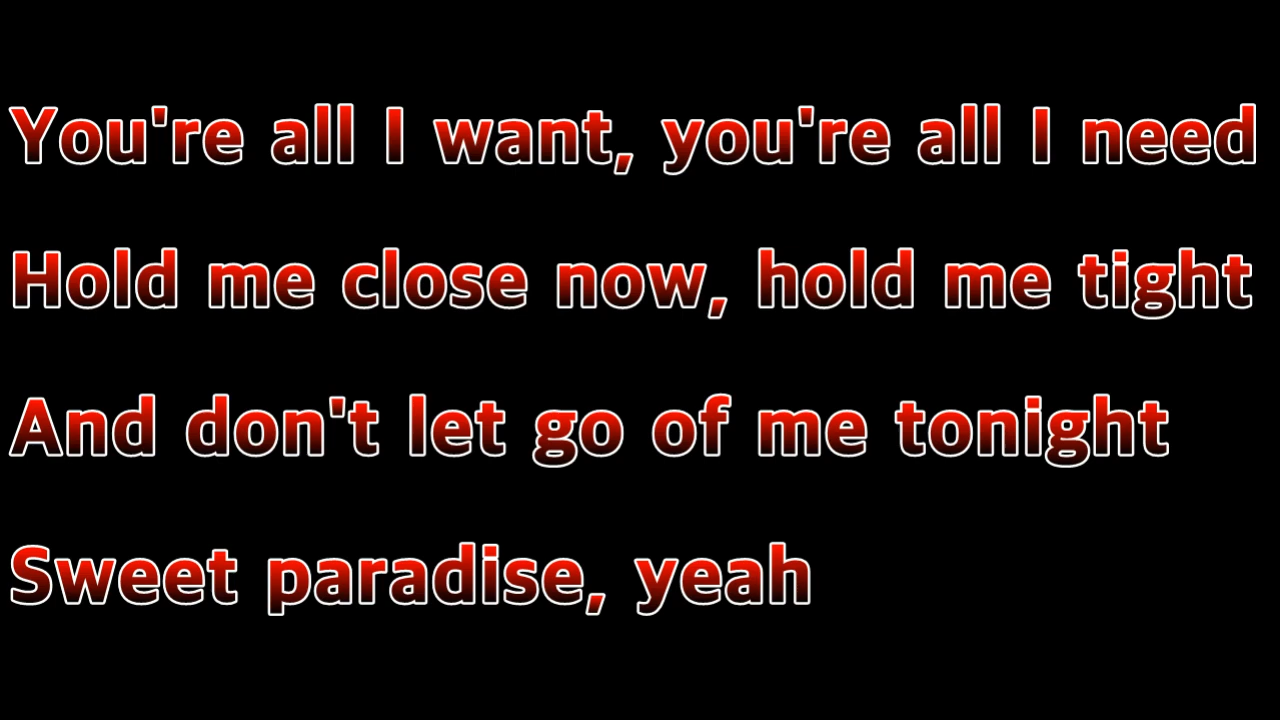 You're all I want, you're all I need
Hold me close now, hold me tight
And don't let go of me tonight
Sweet paradise, yeah